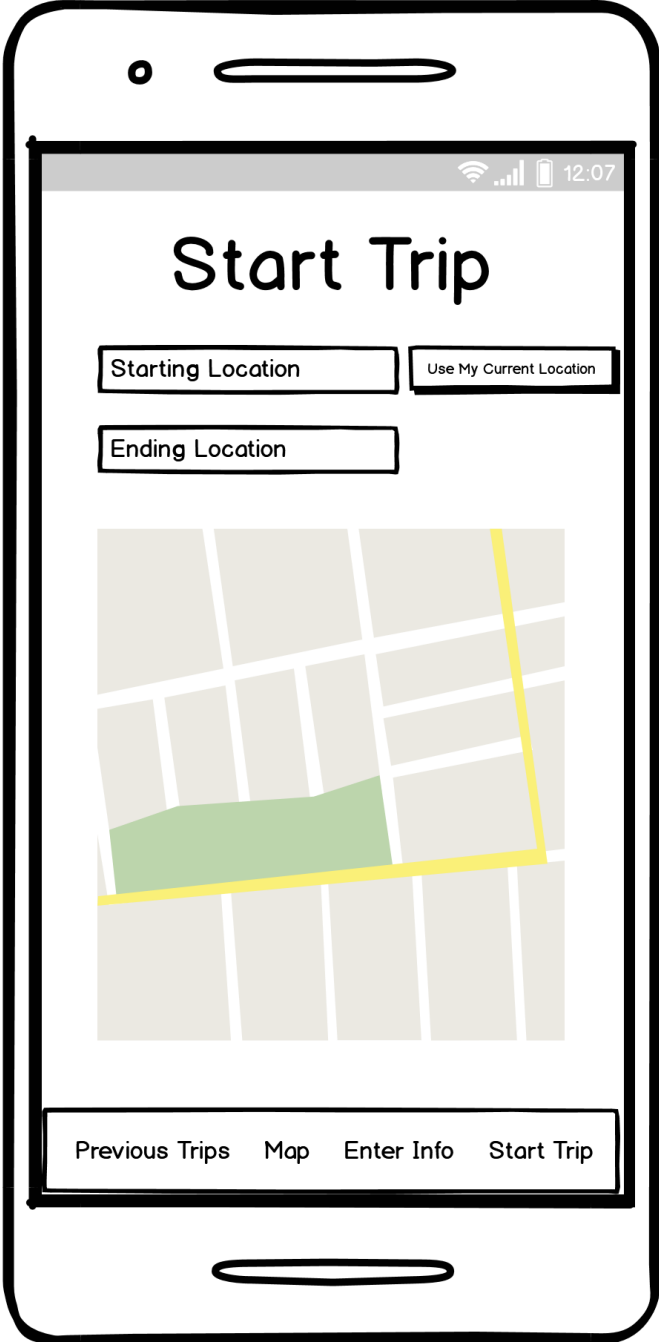 12:07
Start Trip
Starting Location
Use My Current Location
Ending Location
Previous Trips Map Enter Info Start Trip